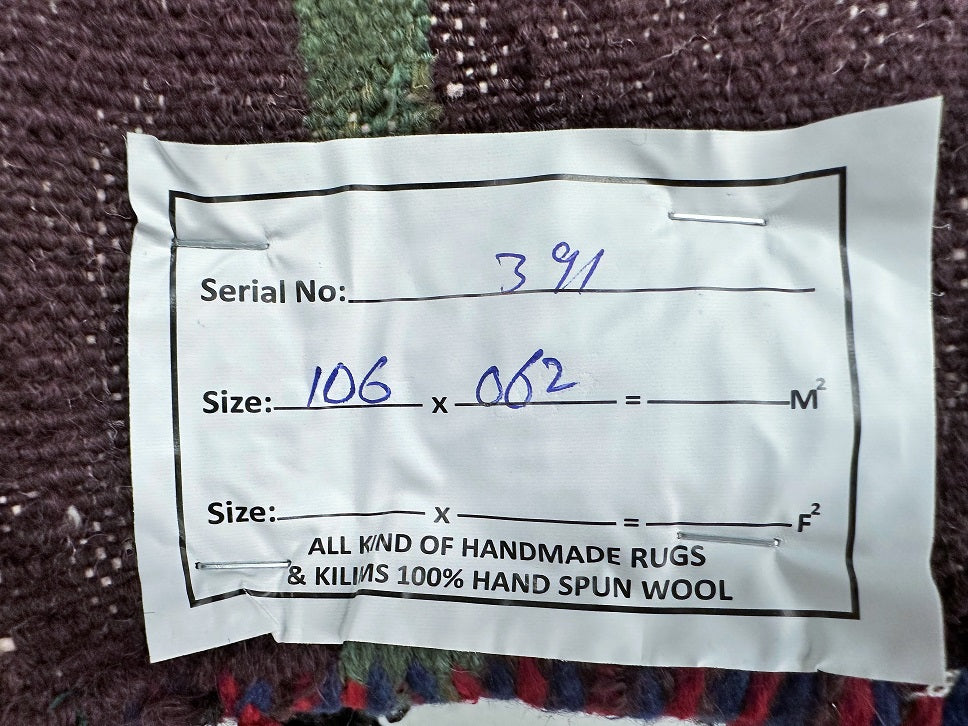 Serial No: 391
Size: 106 x 062 = M²
Size: x = F²
ALL KIND OF HANDMADE RUGS
& KILIMS 100% HAND SPUN WOOL